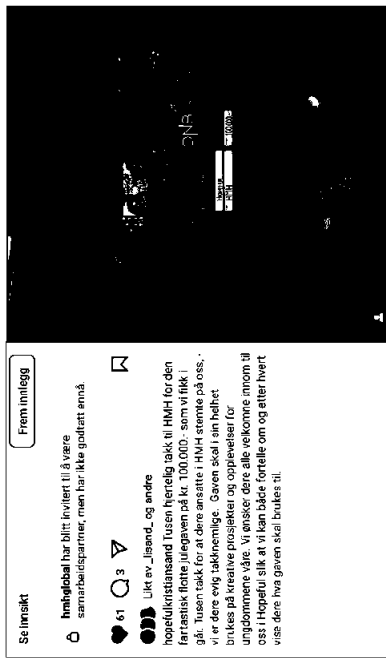 DNB
Hopeful
HMH
100000,-
Se innsikt
Frem innlegg
hmhglobal har blitt invitert til å være
samarbeidspartner, men har ikke godtatt ennå.
61
3
Likt av _lisand_ og andre
hopefulkristiansand Tusen hjertelig takk til HMH for den
fantastisk flotte julegaven på kr. 100.000.- som vi fikk i
går. Tusen takk for at dere ansatte i HMH stemte på oss, -
vi er dere evig takknemlige. Gaven skal i sin helhet
brukes på kreative prosjekter og opplevelser for
ungdommene våre. Vi ønsker dere alle velkomne innom til
oss i Hopeful slik at vi kan både fortelle om og etter hvert
vise dere hva gaven skal brukes til.